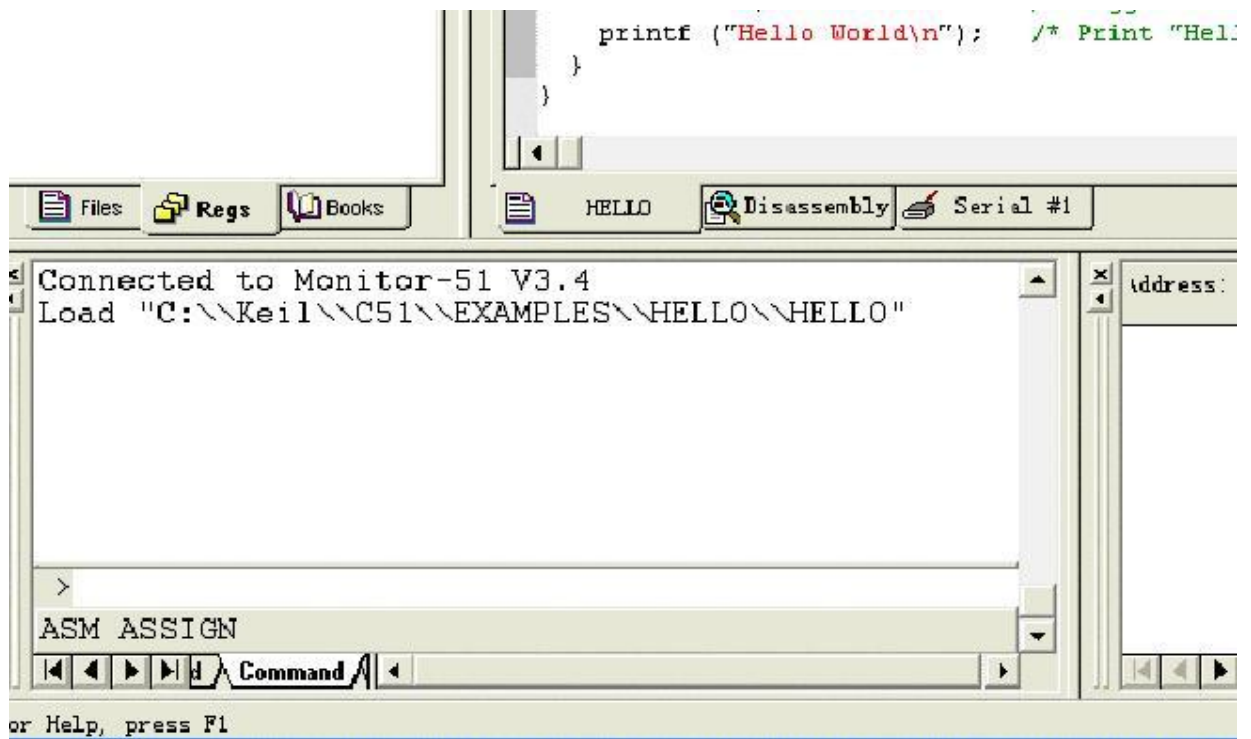 printf ("Hello World\n"); /* Print "Hell
}
}
Files Regs Books
HELLO Disassembly Serial #1
Connected to Monitor-51 V3.4
Load "C:\\Keil\\C51\\EXAMPLES\\HELLO\\HELLO"
>
ASM ASSIGN
d Command
ddress:
or Help, press F1